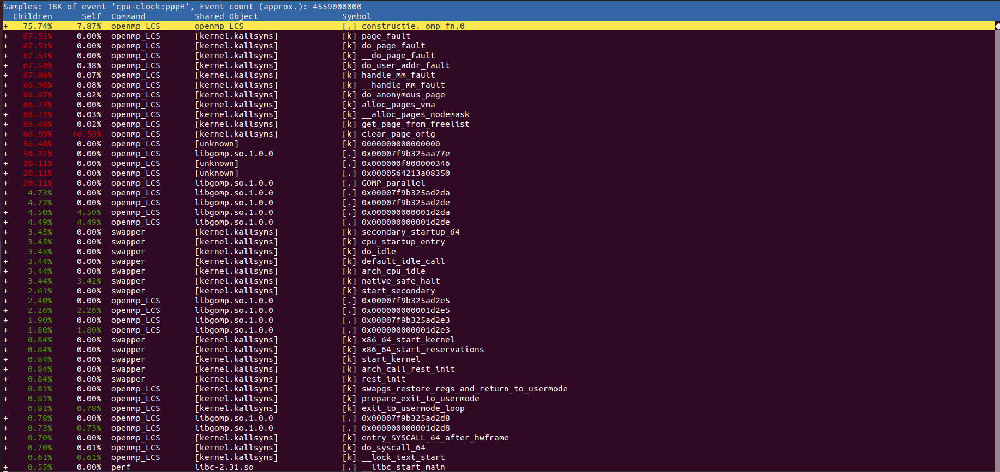 Samples: 18K of event 'cpu-clock:pppH', Event count (approx.): 4559000000
Children Self Command Shared Object Symbol
+ 75.74% 7.87% openmp_LCS openmp_LCS [.] constructie._omp_fn.0
+ 67.51% 0.00% openmp_LCS [kernel.kallsyms] [k] page_fault
+ 67.51% 0.00% openmp_LCS [kernel.kallsyms] [k] do_page_fault
+ 67.51% 0.00% openmp_LCS [kernel.kallsyms] [k] __do_page_fault
+ 67.50% 0.38% openmp_LCS [kernel.kallsyms] [k] do_user_addr_fault
+ 67.06% 0.07% openmp_LCS [kernel.kallsyms] [k] handle_mm_fault
+ 66.98% 0.08% openmp_LCS [kernel.kallsyms] [k] __handle_mm_fault
+ 66.87% 0.02% openmp_LCS [kernel.kallsyms] [k] do_anonymous_page
+ 66.73% 0.00% openmp_LCS [kernel.kallsyms] [k] alloc_pages_vma
+ 66.72% 0.03% openmp_LCS [kernel.kallsyms] [k] __alloc_pages_nodemask
+ 66.69% 0.02% openmp_LCS [kernel.kallsyms] [k] get_page_from_freelist
+ 66.59% 66.58% openmp_LCS [kernel.kallsyms] [k] clear_page_orig
+ 56.48% 0.00% openmp_LCS [unknown] [k] 0000000000000000
+ 56.37% 0.00% openmp_LCS libgomp.so.1.0.0 [.] 0x00007f9b325aa77e
+ 20.11% 0.00% openmp_LCS [unknown] [.] 0x000000f800000346
+ 20.11% 0.00% openmp_LCS [unknown] [.] 0x0000564213a08350
+ 20.11% 0.00% openmp_LCS libgomp.so.1.0.0 [.] GOMP_parallel
+ 4.73% 0.00% openmp_LCS libgomp.so.1.0.0 [.] 0x00007f9b325ad2da
+ 4.72% 0.00% openmp_LCS libgomp.so.1.0.0 [.] 0x00007f9b325ad2de
+ 4.50% 4.50% openmp_LCS libgomp.so.1.0.0 [.] 0x000000000001d2da
+ 4.49% 4.49% openmp_LCS libgomp.so.1.0.0 [.] 0x000000000001d2de
+ 3.45% 0.00% swapper [kernel.kallsyms] [k] secondary_startup_64
+ 3.45% 0.00% swapper [kernel.kallsyms] [k] cpu_startup_entry
+ 3.45% 0.00% swapper [kernel.kallsyms] [k] do_idle
+ 3.44% 0.00% swapper [kernel.kallsyms] [k] default_idle_call
+ 3.44% 0.00% swapper [kernel.kallsyms] [k] arch_cpu_idle
+ 3.44% 3.42% swapper [kernel.kallsyms] [k] native_safe_halt
+ 2.61% 0.00% swapper [kernel.kallsyms] [k] start_secondary
+ 2.40% 0.00% openmp_LCS libgomp.so.1.0.0 [.] 0x00007f9b325ad2e5
+ 2.26% 2.26% openmp_LCS libgomp.so.1.0.0 [.] 0x000000000001d2e5
+ 1.90% 0.00% openmp_LCS libgomp.so.1.0.0 [.] 0x00007f9b325ad2e3
+ 1.80% 1.80% openmp_LCS libgomp.so.1.0.0 [.] 0x000000000001d2e3
+ 0.84% 0.00% swapper [kernel.kallsyms] [k] x86_64_start_kernel
+ 0.84% 0.00% swapper [kernel.kallsyms] [k] x86_64_start_reservations
+ 0.84% 0.00% swapper [kernel.kallsyms] [k] start_kernel
+ 0.84% 0.00% swapper [kernel.kallsyms] [k] arch_call_rest_init
+ 0.84% 0.00% swapper [kernel.kallsyms] [k] rest_init
+ 0.81% 0.00% openmp_LCS [kernel.kallsyms] [k] swapgs_restore_regs_and_return_to_usermode
+ 0.81% 0.00% openmp_LCS [kernel.kallsyms] [k] prepare_exit_to_usermode
0.81% 0.78% openmp_LCS [kernel.kallsyms] [k] exit_to_usermode_loop
+ 0.78% 0.00% openmp_LCS libgomp.so.1.0.0 [.] 0x00007f9b325ad2d8
+ 0.73% 0.73% openmp_LCS libgomp.so.1.0.0 [.] 0x000000000001d2d8
+ 0.70% 0.00% openmp_LCS [kernel.kallsyms] [k] entry_SYSCALL_64_after_hwframe
+ 0.70% 0.01% openmp_LCS [kernel.kallsyms] [k] do_syscall_64
0.61% 0.61% openmp_LCS [kernel.kallsyms] [k] __lock_text_start
+ 0.55% 0.00% perf libc-2.31.so [.] __libc_start_main